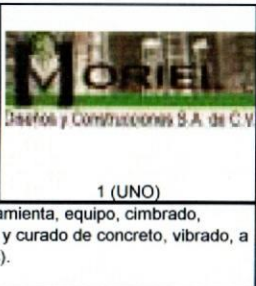 MORIEL
Diseños y Construcciones S.A. de C.V.
1 (UNO)
amienta, equipo, cimbrado,
y curado de concreto, vibrado, a
).